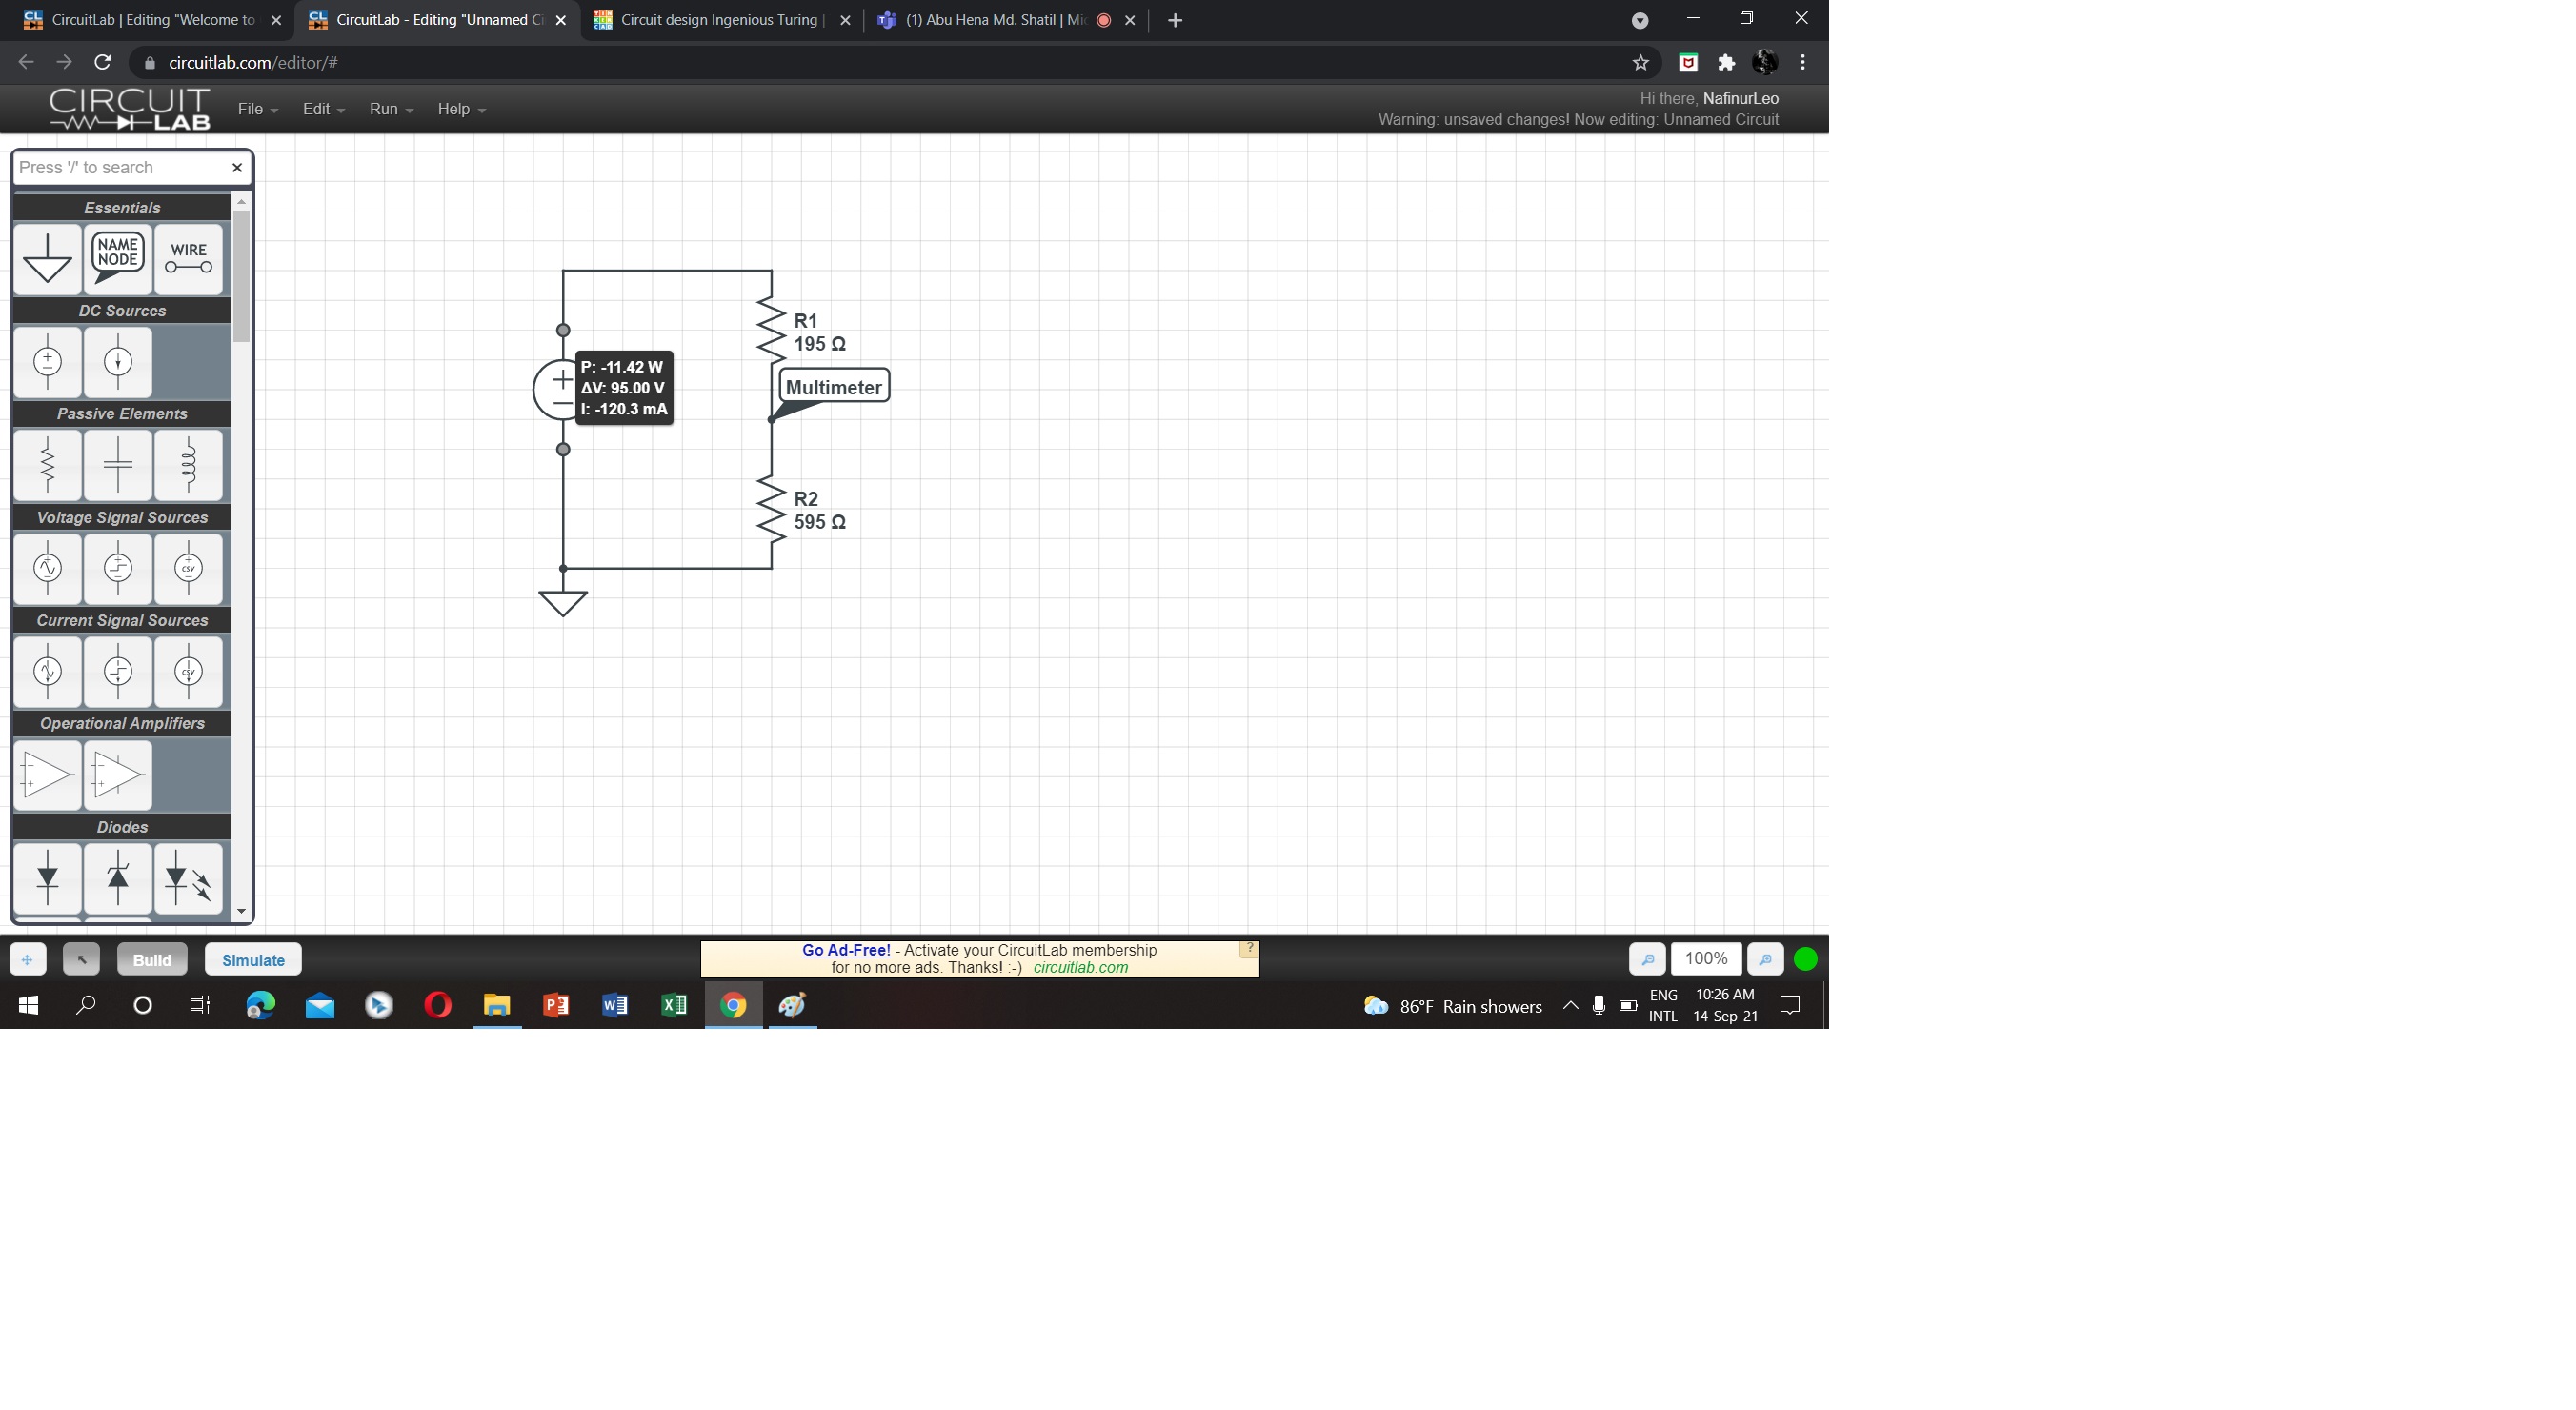 CircuitLab | Editing "Welcome to
CircuitLab - Editing "Unnamed Ci
Circuit design Ingenious Turing |
(1) Abu Hena Md. Shatil | Mic
circuitlab.com/editor/#
CIRCUIT
LAB
File
Edit
Run
Help
Hi there, NafinurLeo
Warning: unsaved changes! Now editing: Unnamed Circuit
Press '/' to search
Essentials
NAME
NODE
WIRE
DC Sources
Passive Elements
Voltage Signal Sources
CSV
Current Signal Sources
CSV
Operational Amplifiers
Diodes
R1
195 Ω
P: -11.42 W
ΔV: 95.00 V
I: -120.3 mA
Multimeter
R2
595 Ω
Build
Simulate
Go Ad-Free! - Activate your CircuitLab membership
for no more ads. Thanks! :-) circuitlab.com
?
100%
86°F Rain showers
ENG
INTL
10:26 AM
14-Sep-21